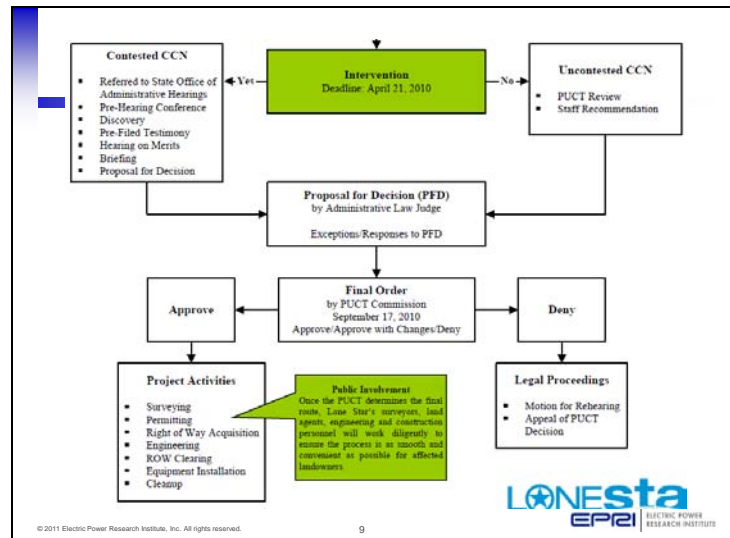 Contested CCN
Referred to State Office of
Administrative Hearings
Pre-Hearing Conference
Discovery
Pre-Filed Testimony
Hearing on Merits
Briefing
Proposal for Decision
Yes
Intervention
Deadline: April 21, 2010
No
Uncontested CCN
PUCT Review
Staff Recommendation
Proposal for Decision (PFD)
by Administrative Law Judge
Exceptions/Responses to PFD
Approve
Final Order
by PUCT Commission
September 17, 2010
Approve/Approve with Changes/Deny
Deny
Project Activities
Surveying
Permitting
Right of Way Acquisition
Engineering
ROW Clearing
Equipment Installation
Cleanup
Public Involvement
Once the PUCT determines the final
route, Lone Star's surveyors, land
agents, engineering and construction
personnel will work diligently to
ensure the process is as smooth and
convenient as possible for affected
landowners
Legal Proceedings
Motion for Rehearing
Appeal of PUCT
Decision
LONEsta
EPRI ELECTRIC POWER
RESEARCH INSTITUTE
© 2011 Electric Power Research Institute, Inc. All rights reserved.
9